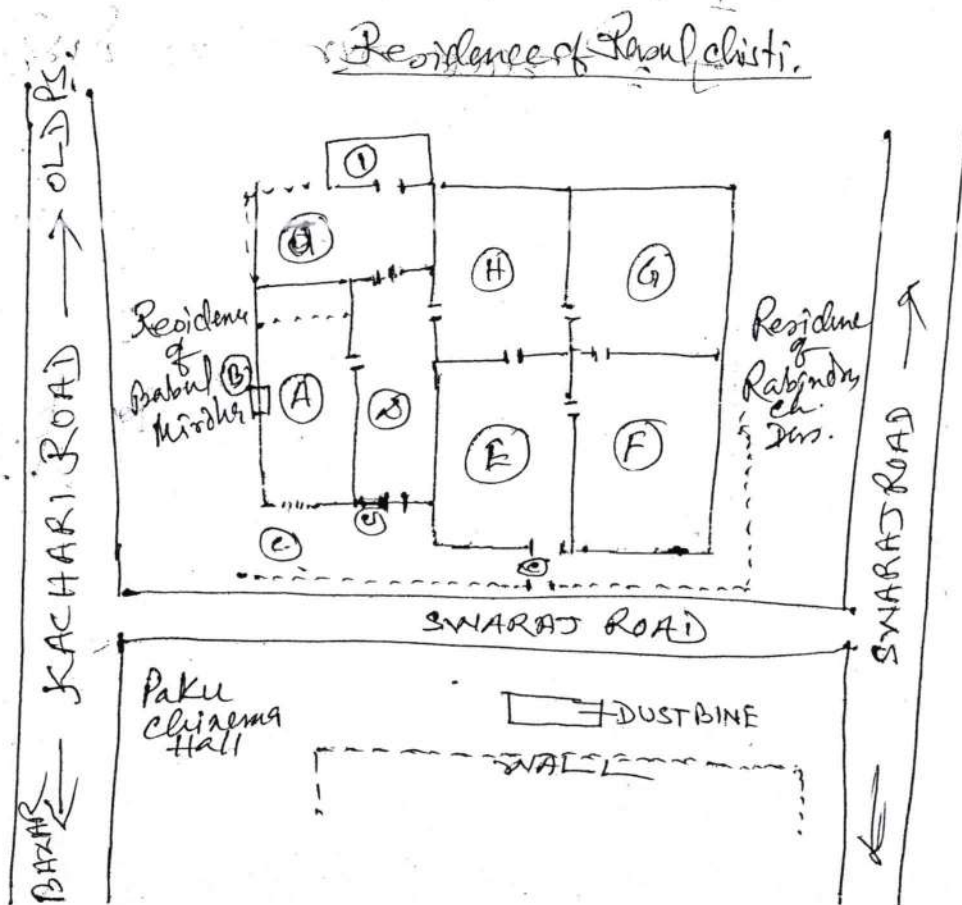 Residence of Rasul chisti.
OLD P.S.
KACHARI ROAD
BAZAR
1
H
G
Residence
of
Babul
Mirdha
B
A
E
F
Residence
of
Rabindra
ch.
Das.
C
SWARAJ ROAD
SWARAJ ROAD
Paku
Chinema
Hall
DUSTBINE
WALL